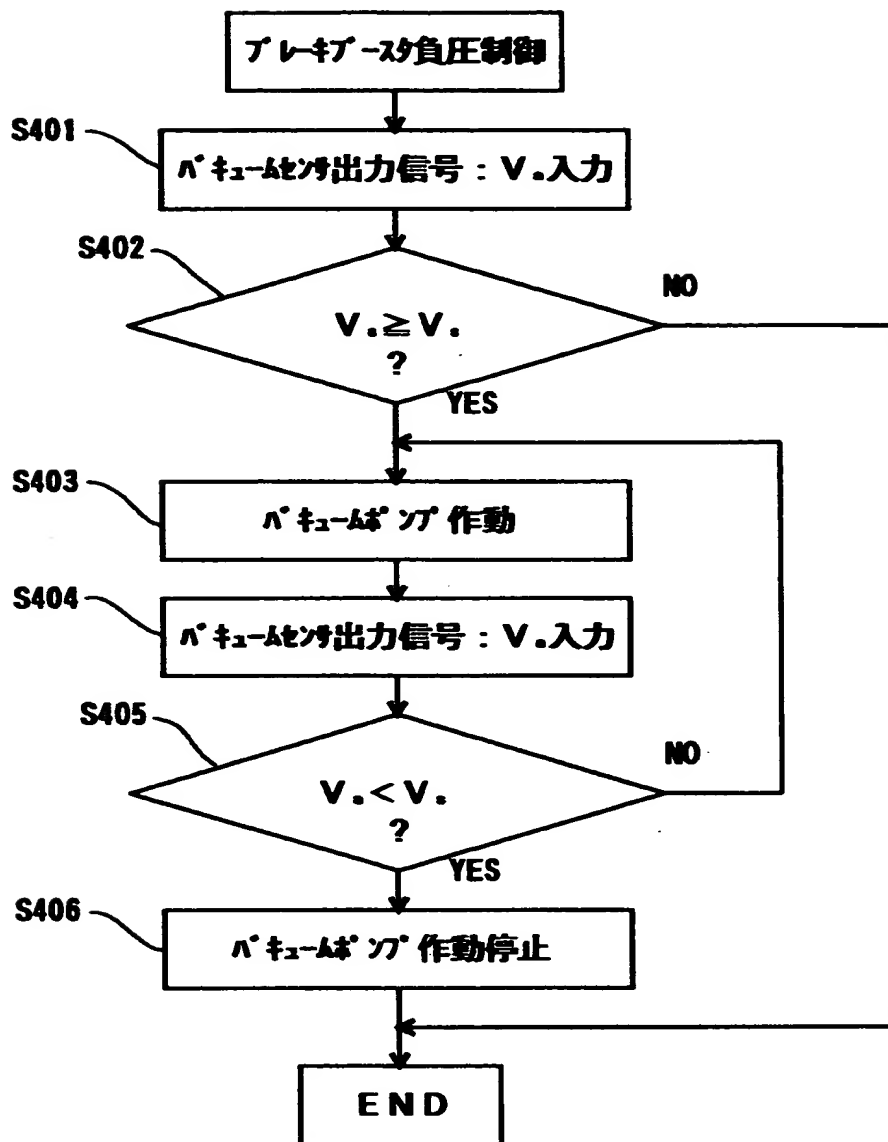 ブレーキブースタ負圧制御
S401
バキュームセンサ出力信号：V 入力
S402
NO
V ≧V
?
YES
S403
バキュームポンプ作動
S404
バキュームセンサ出力信号：V 入力
S405
NO
V <V
?
YES
S406
バキュームポンプ作動停止
END